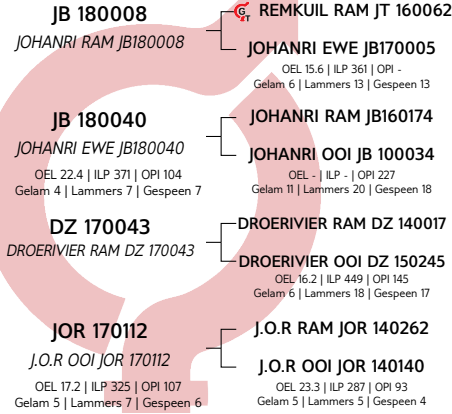 JB 180008
JOHANRI RAM JB180008
GT REMKUIL RAM JT 160062
JOHANRI EWE JB170005
OEL 15.6 | ILP 361 | OPI -
Gelam 6 | Lammers 13 | Gespeen 13
JB 180040
JOHANRI EWE JB180040
OEL 22.4 | ILP 371 | OPI 104
Gelam 4 | Lammers 7 | Gespeen 7
JOHANRI RAM JB160174
JOHANRI OOI JB 100034
OEL - | ILP - | OPI 227
Gelam 11 | Lammers 20 | Gespeen 18
DZ 170043
DROERIVIER RAM DZ 170043
DROERIVIER RAM DZ 140017
DROERIVIER OOI DZ 150245
OEL 16.2 | ILP 449 | OPI 145
Gelam 6 | Lammers 18 | Gespeen 17
JOR 170112
J.O.R OOI JOR 170112
OEL 17.2 | ILP 325 | OPI 107
Gelam 5 | Lammers 7 | Gespeen 6
J.O.R RAM JOR 140262
J.O.R OOI JOR 140140
OEL 23.3 | ILP 287 | OPI 93
Gelam 5 | Lammers 5 | Gespeen 4